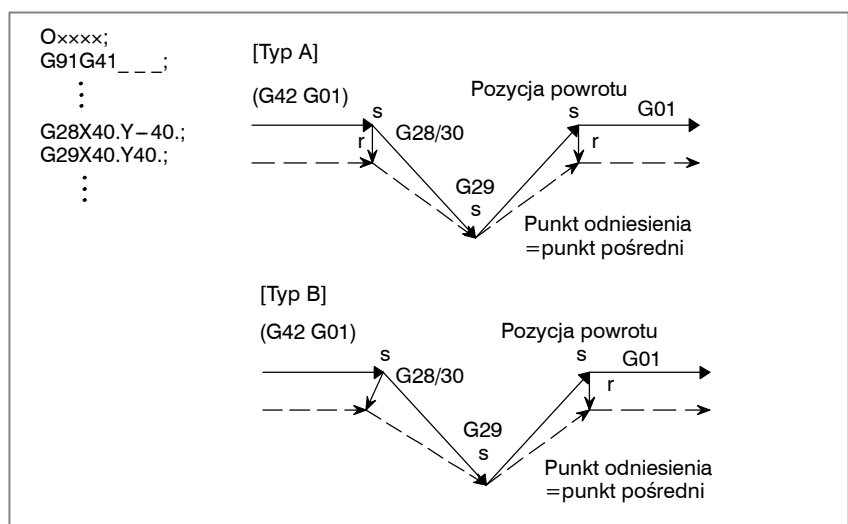 O××××;
G91G41_ _ _;
G28X40.Y−40.;
G29X40.Y40.;
[Typ A]
(G42 G01)
Pozycja powrotu
s
G28/30
s
G01
r
r
G29
s
Punkt odniesienia
=punkt pośredni
[Typ B]
(G42 G01)
Pozycja powrotu
s
G28/30
s
G01
r
G29
s
Punkt odniesienia
=punkt pośredni